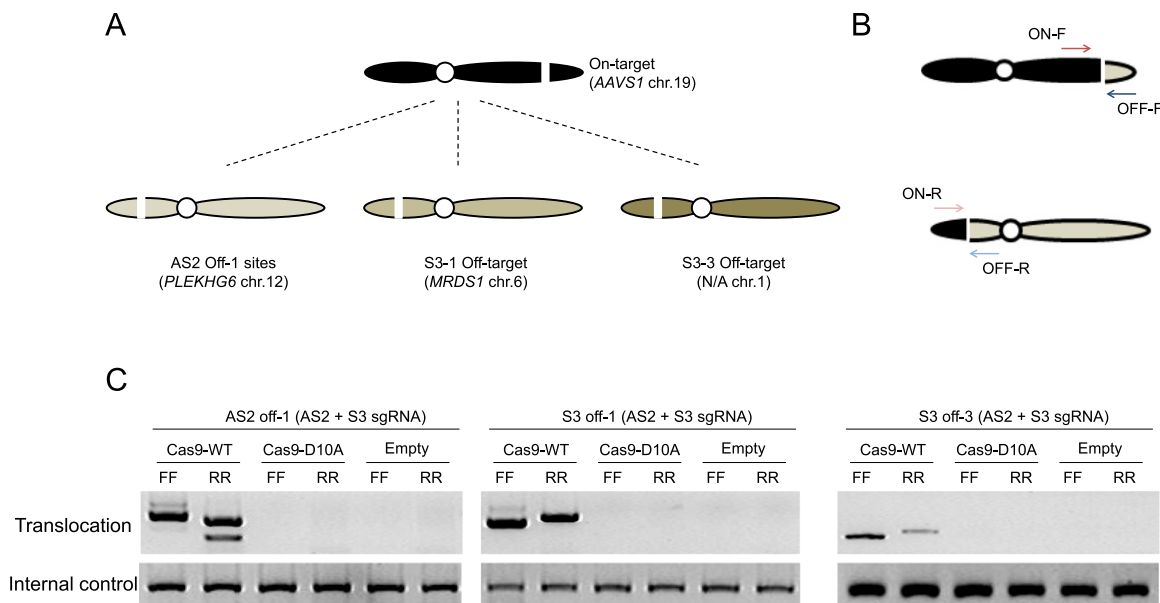 A
B
On-target
(AAVS1 chr.19)
ON-F
OFF-F
AS2 Off-1 sites
(PLEKHG6 chr.12)
S3-1 Off-target
(MRDS1 chr.6)
S3-3 Off-target
(N/A chr.1)
ON-R
OFF-R
C
AS2 off-1 (AS2 + S3 sgRNA)
S3 off-1 (AS2 + S3 sgRNA)
S3 off-3 (AS2 + S3 sgRNA)
Cas9-WT Cas9-D10A Empty
Cas9-WT Cas9-D10A Empty
Cas9-WT Cas9-D10A Empty
FF RR FF RR FF RR
FF RR FF RR FF RR
FF RR FF RR FF RR
Translocation
Internal control